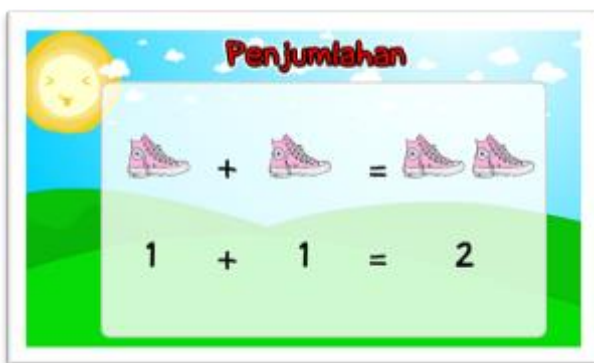 Penjumlahan
+ =
1 + 1 = 2